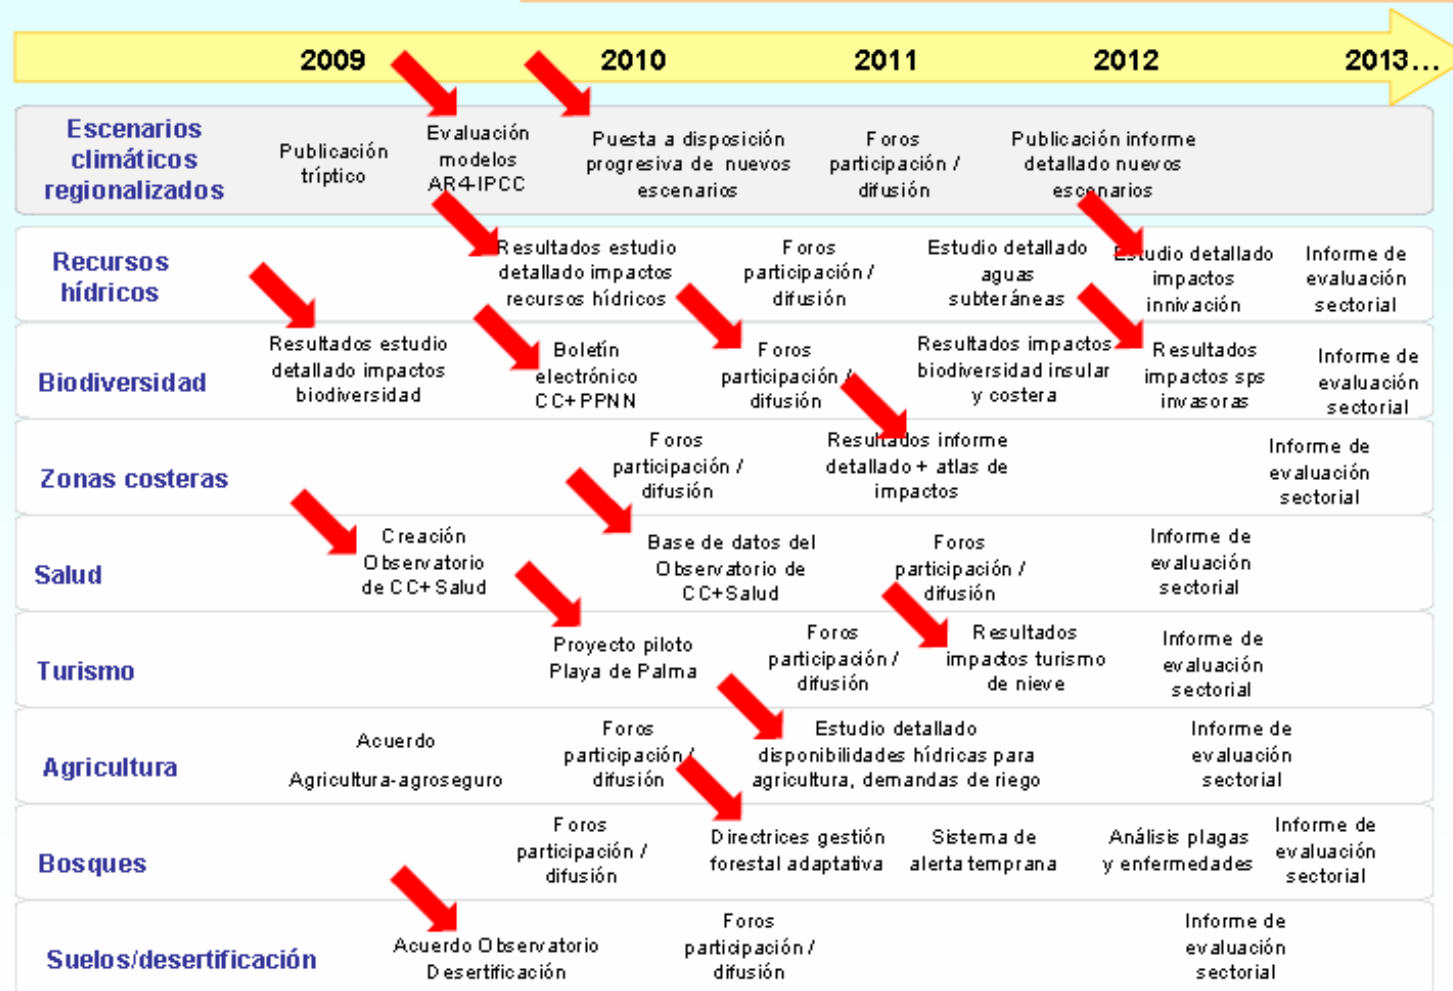 2009 2010 2011 2012 2013...
Escenarios
climáticos
regionalizados
Publicación
tríptico
Evaluación
modelos
AR4-IPCC
Puesta a disposición
progresiva de nuevos
escenarios
Foros
participación /
difusión
Publicación informe
detallado nuevos
escenarios
Recursos
hídricos
Resultados estudio
detallado impactos
recursos hídricos
Foros
participación /
difusión
Estudio detallado
aguas
subteráneas
Estudio detallado
impactos
innivación
Informe de
evaluación
sectorial
Biodiversidad
Resultados estudio
detallado impactos
biodiversidad
Boletín
electrónico
CC+PPNN
Foros
participación /
difusión
Resultados impactos
biodiversidad insular
y costera
Resultados
impactos sps
invasoras
Informe de
evaluación
sectorial
Zonas costeras
Foros
participación /
difusión
Resultados informe
detallado + atlas de
impactos
Informe de
evaluación
sectorial
Salud
Creación
Observatorio
de CC+Salud
Base de datos del
Observatorio de
CC+Salud
Foros
participación /
difusión
Informe de
evaluación
sectorial
Turismo
Proyecto piloto
Playa de Palma
Foros
participación /
difusión
Resultados
impactos turismo
de nieve
Informe de
evaluación
sectorial
Agricultura
Acuerdo
Agricultura-agroseguro
Foros
participación /
difusión
Estudio detallado
disponibilidades hídricas para
agricultura, demandas de riego
Informe de
evaluación
sectorial
Bosques
Foros
participación /
difusión
Directrices gestión
forestal adaptativa
Sistema de
alerta temprana
Análisis plagas
y enfermedades
Informe de
evaluación
sectorial
Suelos/desertificación
Acuerdo Observatorio
Desertificación
Foros
participación /
difusión
Informe de
evaluación
sectorial